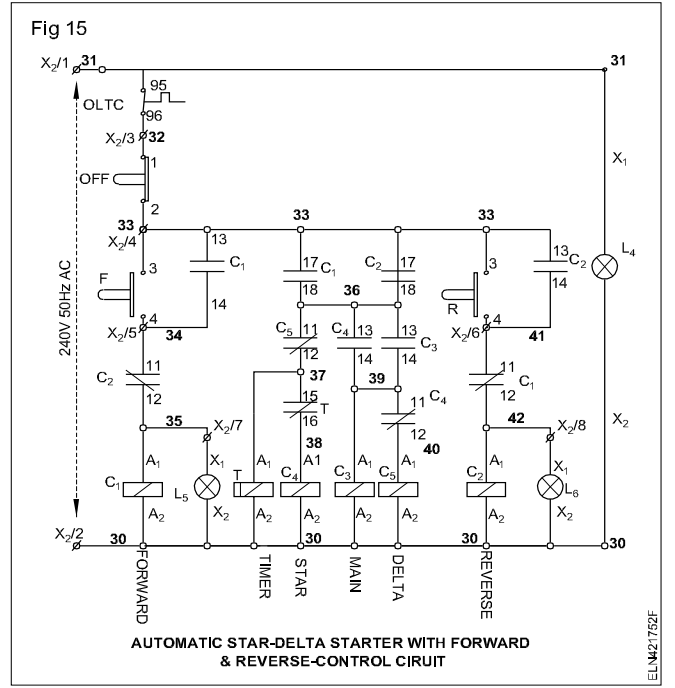 Fig 15
X2/1 31 31
95
OLTC
96
X2/3 32
1
OFF
2
33 33 33
X2/4
13 17 17 13
C1 C1 C2 C2
14 18 18 14
X1
L4
3 3
F R
36
4 4
X2/5 34 X2/6 41
C5 11 C4 13 13 C3
12 14 14
240V 50Hz AC
11 11
C2 C1
12 12
37 39
15 C4 11
T
16 12
35 X2/7 38 40 42 X2/8
X2
A1 X1 A1 A1 A1 A1 A1 X1
C1 L5 T C4 C3 C5 C2 L6
A2 X2 A2 A2 A2 A2 A2 X2
X2/2 30 30 30 30
FORWARD
TIMER
STAR
MAIN
DELTA
REVERSE
AUTOMATIC STAR-DELTA STARTER WITH FORWARD
& REVERSE-CONTROL CIRUIT
ELN421752F